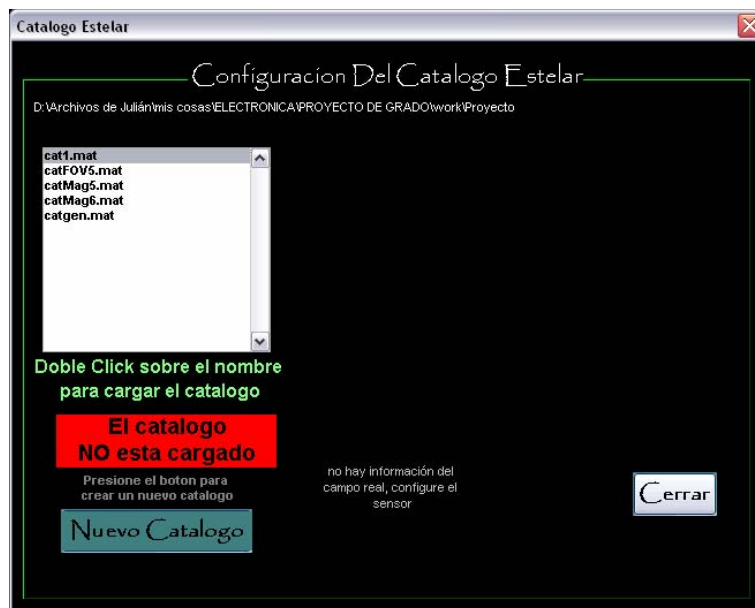 Catalogo Estelar
Configuracion Del Catalogo Estelar
D:\Archivos de Julián\mis cosas\ELECTRONICA\PROYECTO DE GRADO\work\Proyecto
cat1.mat
catFOV5.mat
catMag5.mat
catMag6.mat
catgen.mat
Doble Click sobre el nombre
para cargar el catalogo
El catalogo
NO esta cargado
Presione el boton para
crear un nuevo catalogo
Nuevo Catalogo
no hay información del
campo real, configure el
sensor
Cerrar